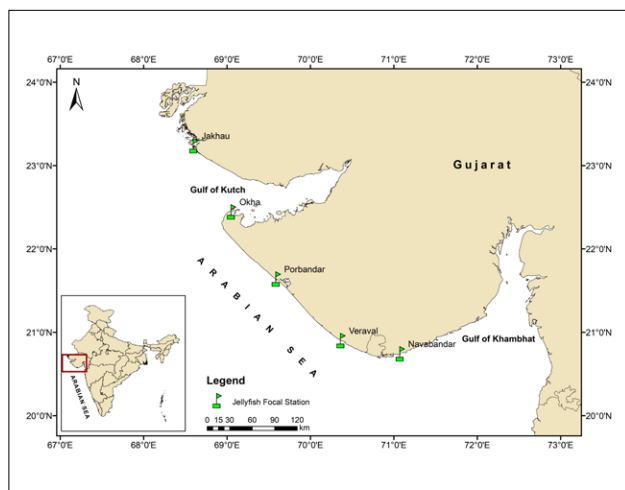 67°0'E 68°0'E 69°0'E 70°0'E 71°0'E 72°0'E 73°0'E
24°0'N 24°0'N
N
Jakhau
23°0'N 23°0'N
Gujarat
Gulf of Kutch
Okha
22°0'N 22°0'N
ARABIAN SEA
Porbandar
21°0'N 21°0'N
Veraval
Gulf of Khambhat
Navabandar
ARABIAN SEA
Legend
Jellyfish Focal Station
0 15 30 60 90 120
km
20°0'N 20°0'N
67°0'E 68°0'E 69°0'E 70°0'E 71°0'E 72°0'E 73°0'E